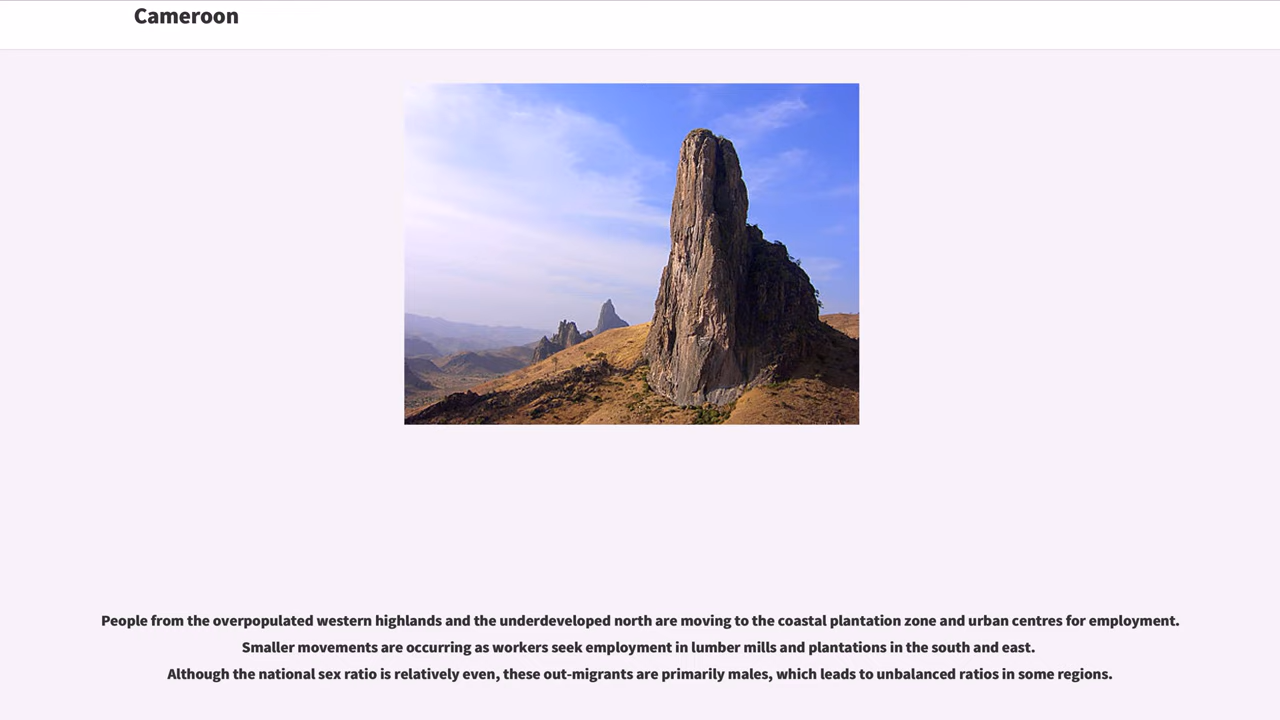 Cameroon
People from the overpopulated western highlands and the underdeveloped north are moving to the coastal plantation zone and urban centres for employment.
Smaller movements are occurring as workers seek employment in lumber mills and plantations in the south and east.
Although the national sex ratio is relatively even, these out-migrants are primarily males, which leads to unbalanced ratios in some regions.